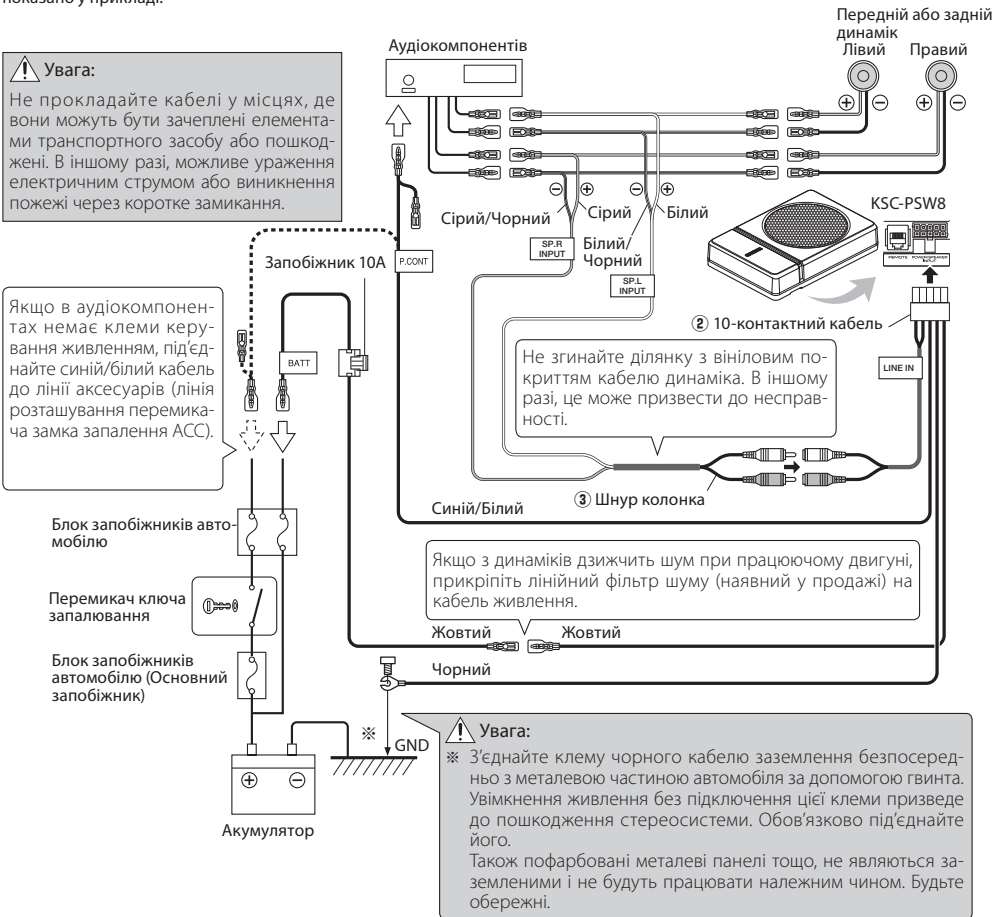 показано у прикладі.
Передній або задній
динамік
Лівий Правий
Аудіокомпонентів
Увага:
Не прокладайте кабелі у місцях, де
вони можуть бути зачеплені елемента-
ми транспортного засобу або пошкод-
жені. В іншому разі, можливе ураження
електричним струмом або виникнення
пожежі через коротке замикання.
⊕ ⊖ ⊕ ⊖
⊖ ⊕ ⊖ ⊕
Сірий/Чорний Сірий
Білий/
Чорний
Білий
KSC-PSW8
REMOTE POWER/SPEAKER
INPUT
SP.R
INPUT
SP.L
INPUT
Запобіжник 10A
P.CONT
BATT
② 10-контактний кабель
LINE IN
Якщо в аудіокомпонен-
тах немає клеми керу-
вання живленням, під'єд-
найте синій/білий кабель
до лінії аксесуарів (лінія
розташування перемика-
ча замка запалення ACC).
Не згинайте ділянку з вініловим по-
криттям кабелю динаміка. В іншому
разі, це може призвести до несправ-
ності.
③ Шнур колонка
Синій/Білий
Блок запобіжників авто-
мобілю
Якщо з динаміків дзижчить шум при працюючому двигуні,
прикріпіть лінійний фільтр шуму (наявний у продажі) на
кабель живлення.
Перемикач ключа
запалювання
Жовтий Жовтий
Блок запобіжників
автомобілю (Основний
запобіжник)
Чорний
※ GND
⊕ ⊖
Акумулятор
Увага:
※ З'єднайте клему чорного кабелю заземлення безпосеред-
ньо з металевою частиною автомобіля за допомогою гвинта.
Увімкнення живлення без підключення цієї клеми призведе
до пошкодження стереосистеми. Обов'язково під'єднайте
його.
Також пофарбовані металеві панелі тощо, не являються за-
земленими і не будуть працювати належним чином. Будьте
обережні.